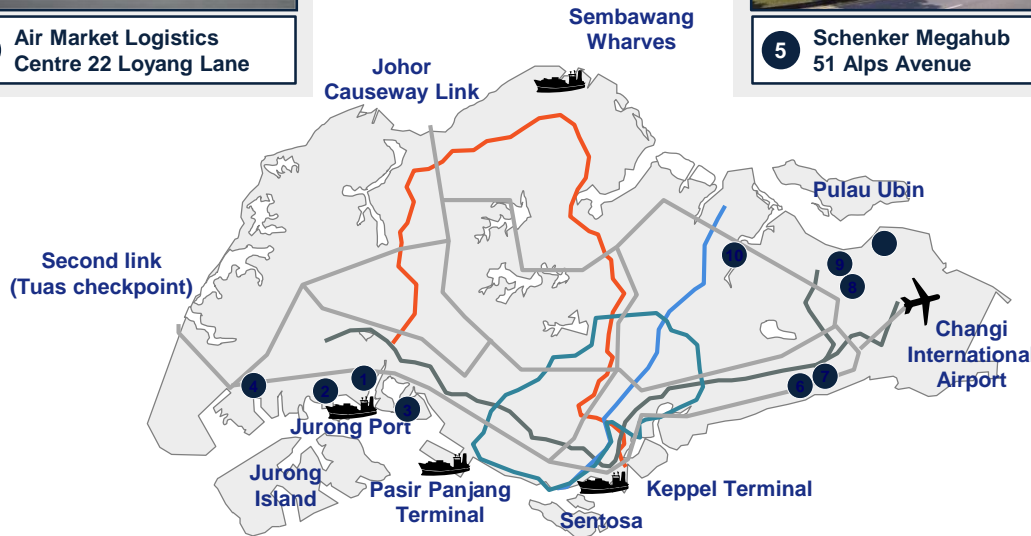 Air Market Logistics
Centre 22 Loyang Lane
5
Schenker Megahub
51 Alps Avenue
Sembawang
Wharves
Johor
Causeway Link
Pulau Ubin
Second link
(Tuas checkpoint)
10
9
8
Changi
Internationa
Airport
4
2
1
3
6
7
Jurong Port
Jurong
Island
Pasir Panjang
Terminal
Keppel Terminal
Sentosa